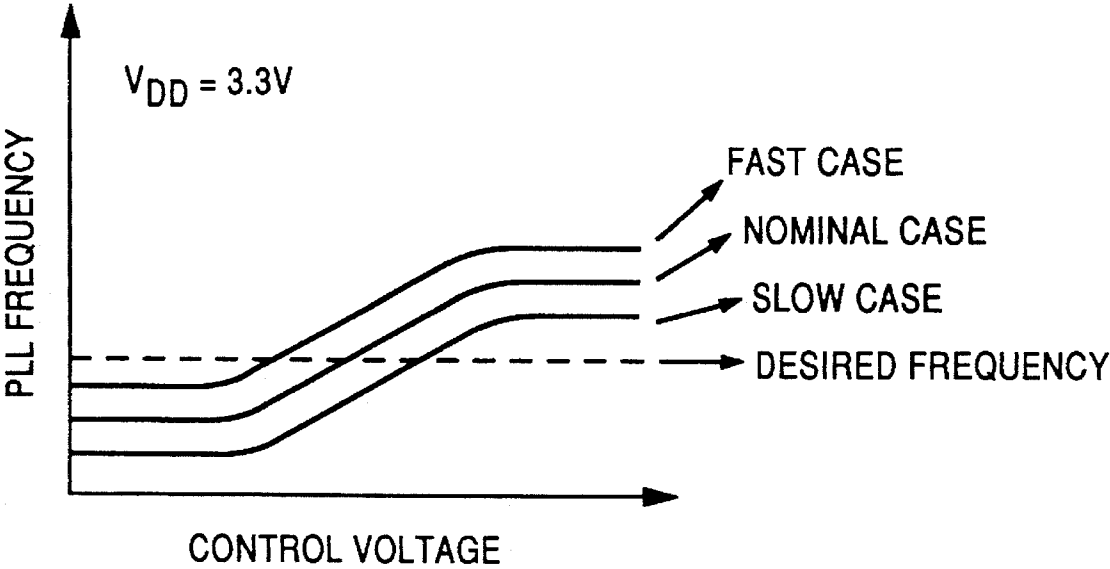 V_DD = 3.3V
FAST CASE
NOMINAL CASE
SLOW CASE
DESIRED FREQUENCY
PLL FREQUENCY
CONTROL VOLTAGE